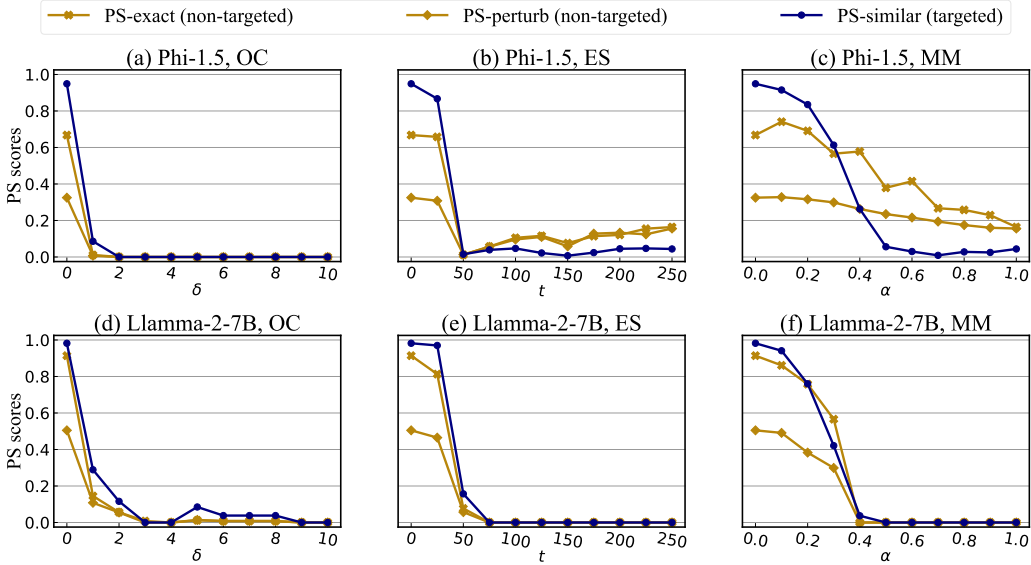 PS-exact (non-targeted) PS-perturb (non-targeted) PS-similar (targeted)
(a) Phi-1.5, OC (b) Phi-1.5, ES (c) Phi-1.5, MM
PS scores
1.0
0.8
0.6
0.4
0.2
0.0
0 2 4 6 8 10
δ
0 50 100 150 200 250
t
0.0 0.2 0.4 0.6 0.8 1.0
α
(d) Llamma-2-7B, OC (e) Llamma-2-7B, ES (f) Llamma-2-7B, MM
PS scores
1.0
0.8
0.6
0.4
0.2
0.0
0 2 4 6 8 10
δ
0 50 100 150 200 250
t
0.0 0.2 0.4 0.6 0.8 1.0
α